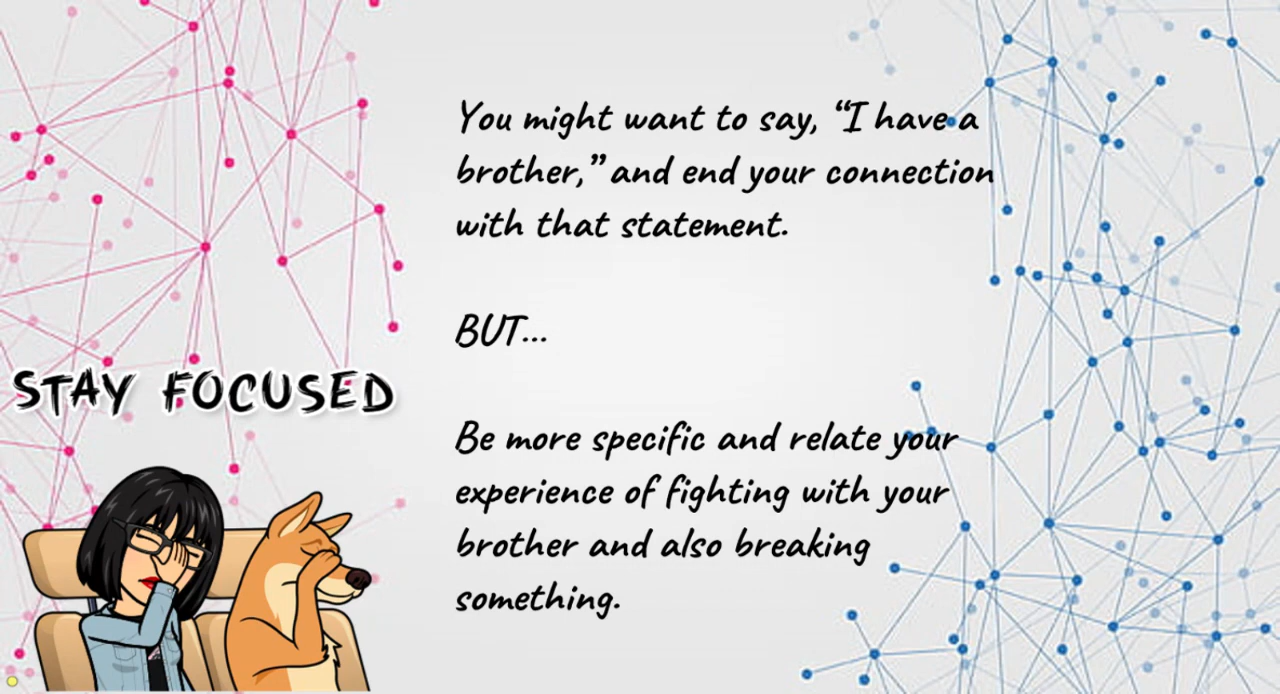 You might want to say, “I have a
brother,” and end your connection
with that statement.
BUT...
Be more specific and relate your
experience of fighting with your
brother and also breaking
something.
STAY FOCUSED